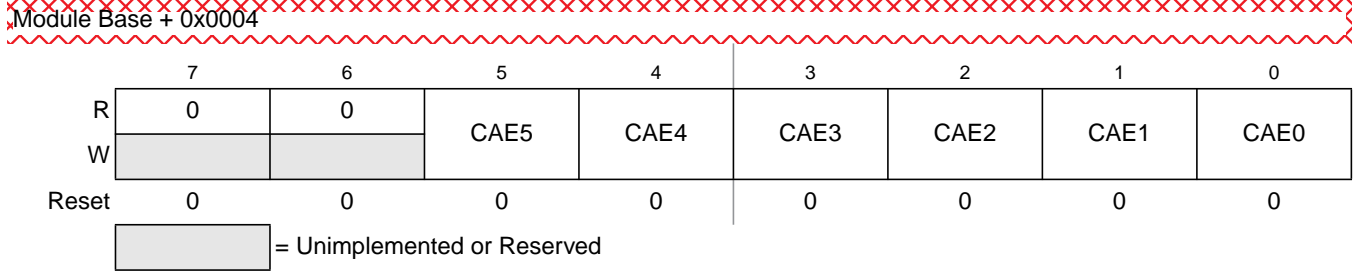 Module Base + 0x0004
7 6 5 4 3 2 1 0
R 0 0 CAE5 CAE4 CAE3 CAE2 CAE1 CAE0
W
Reset 0 0 0 0 0 0 0 0
= Unimplemented or Reserved